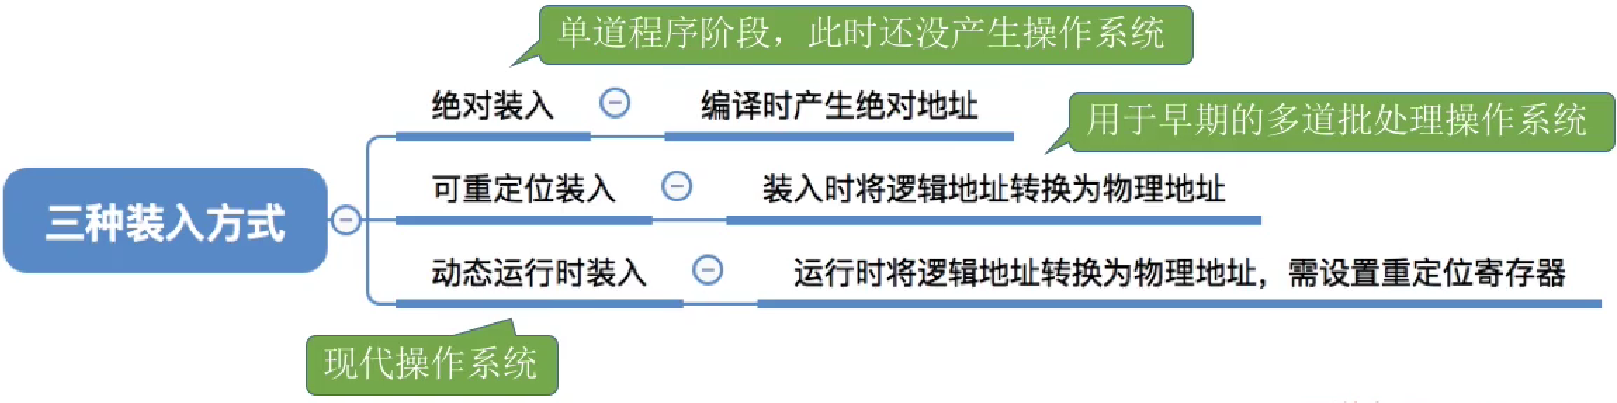 单道程序阶段，此时还没产生操作系统
绝对装入
编译时产生绝对地址
用于早期的多道批处理操作系统
三种装入方式
可重定位装入
装入时将逻辑地址转换为物理地址
动态运行时装入
运行时将逻辑地址转换为物理地址，需设置重定位寄存器
现代操作系统